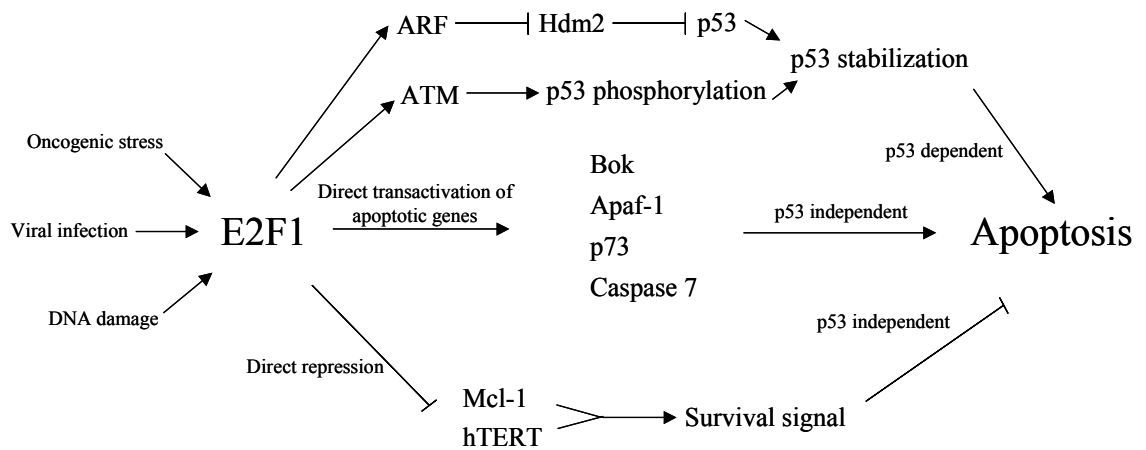 ARF Hdm2 p53
p53 stabilization
ATM p53 phosphorylation
Oncogenic stress
p53 dependent
Bok
Direct transactivation of
apoptotic genes
Apaf-1
p53 independent
Viral infection
E2F1
Apoptosis
p73
Caspase 7
DNA damage
p53 independent
Direct repression
Mcl-1
hTERT
Survival signal